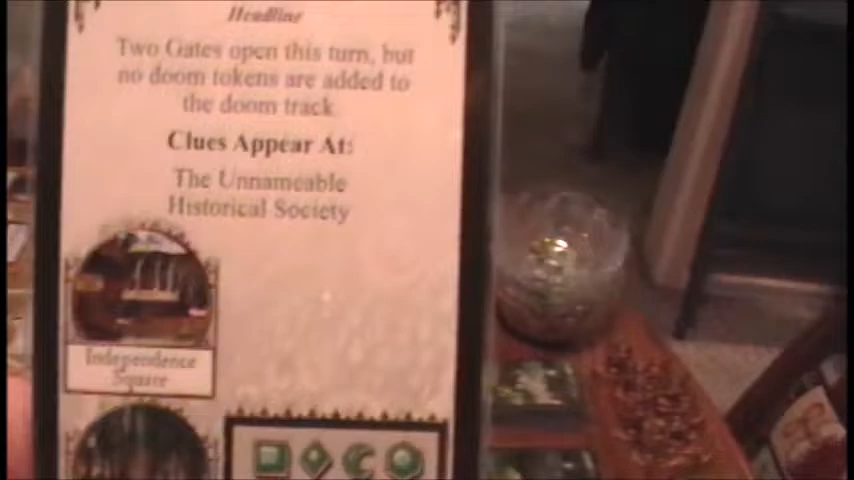 Headline
Two Gates open this turn, but
no doom tokens are added to
the doom track.
Clues Appear At:
The Unnameable
Historical Society
Independence
Square